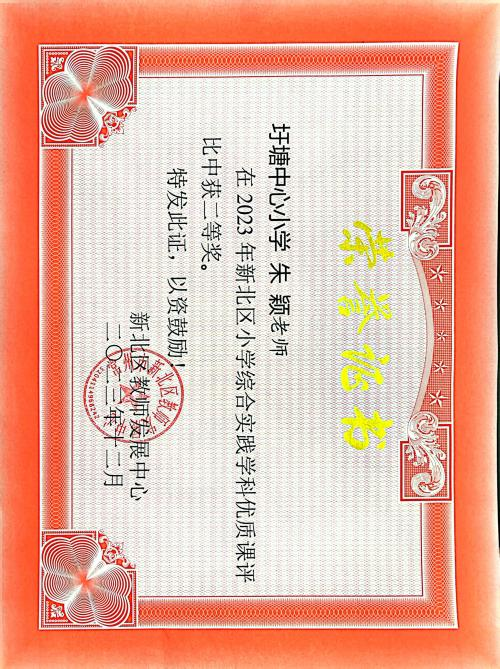 荣誉证书
圩塘中心小学 朱 颖老师
在 2023 年新北区小学综合实践学科优质课评
比中获二等奖。
特发此证，以资鼓励！
新北区教师发展中心
二〇二三年十二月